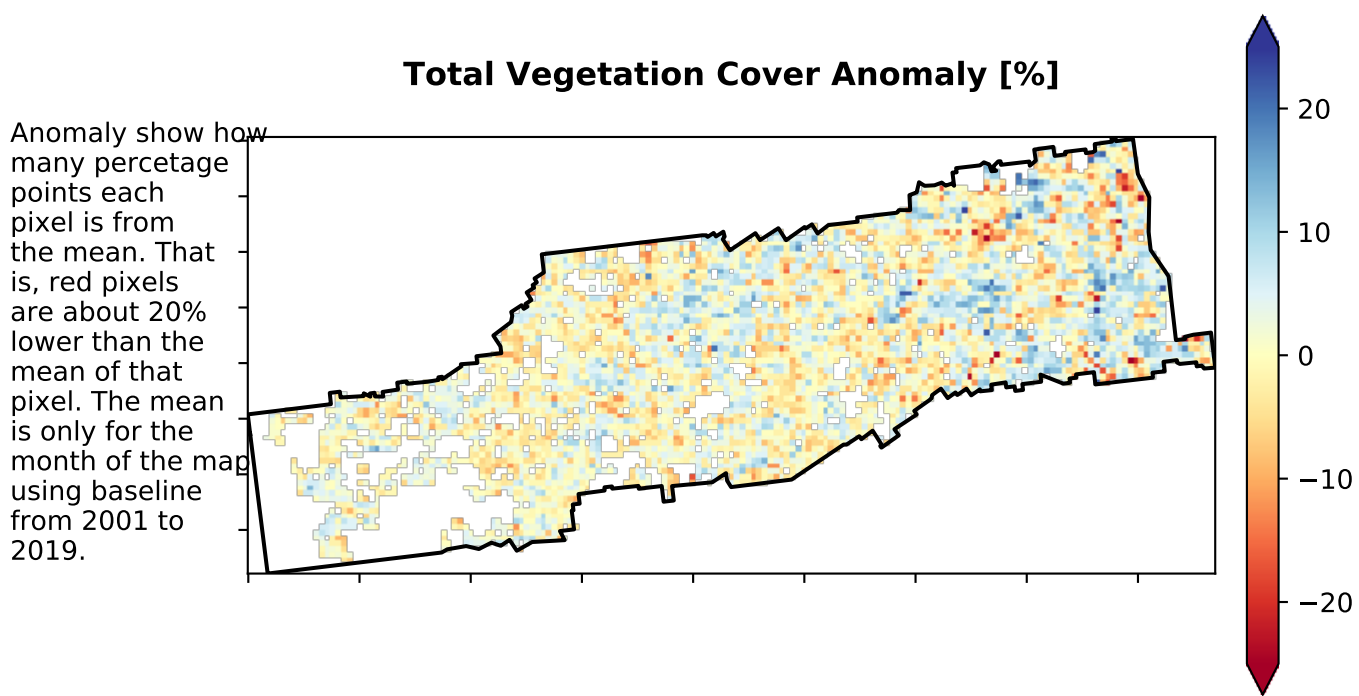 Total Vegetation Cover Anomaly [%]
Anomaly show how
many percetage
points each
pixel is from
the mean. That
is, red pixels
are about 20%
lower than the
mean of that
pixel. The mean
is only for the
month of the map
using baseline
from 2001 to
2019.
20
10
0
−10
−20